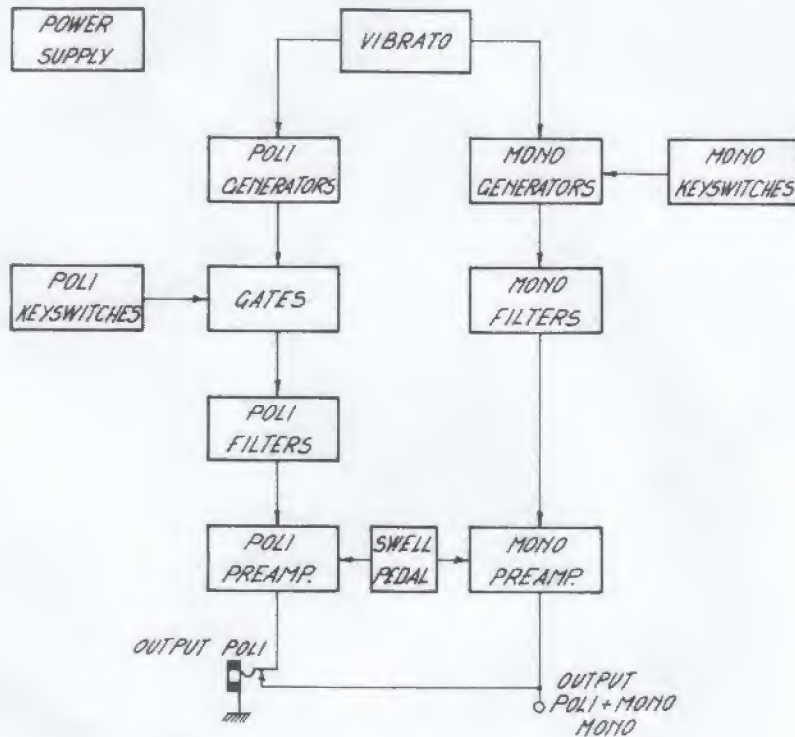 POWER
SUPPLY
VIBRATO
POLI
GENERATORS
MONO
GENERATORS
MONO
KEYSWITCHES
POLI
KEYSWITCHES
GATES
MONO
FILTERS
POLI
FILTERS
POLI
PREAMP.
SWELL
PEDAL
MONO
PREAMP.
OUTPUT POLI
OUTPUT
POLI + MONO
MONO